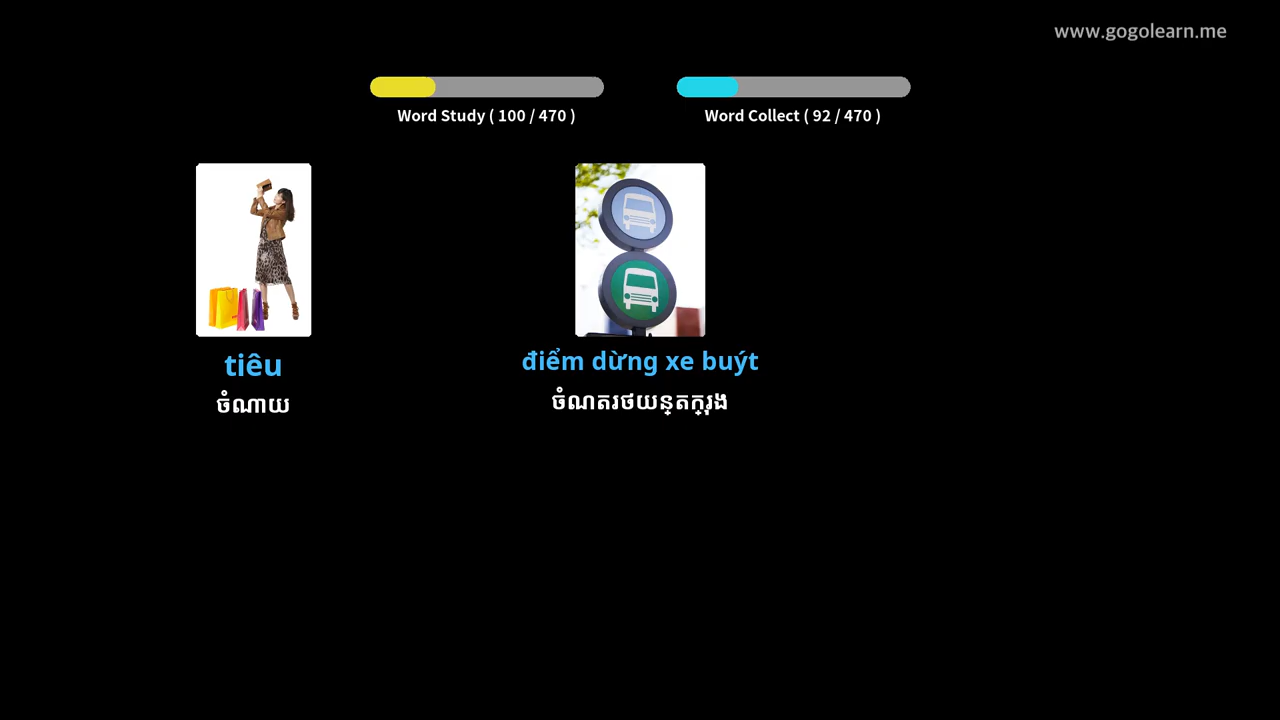 www.gogolearn.me
Word Study ( 100 / 470 )
Word Collect ( 92 / 470 )
tiêu
ចំណាយ
điểm dừng xe buýt
ចំណតរថយន្តក្រុង